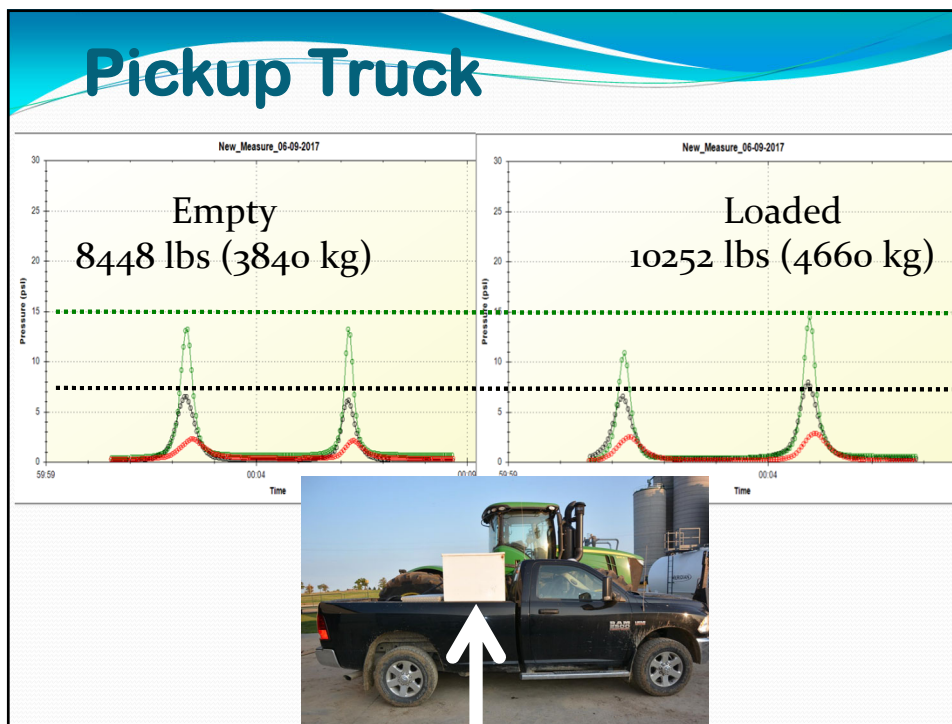 Pickup Truck
New_Measure_06-09-2017
30
25
20
15
10
5
0
Pressure (psi)
59:59
00:04
00:09
Time
Empty
8448 lbs (3840 kg)
New_Measure_06-09-2017
30
25
20
15
10
5
0
Pressure (psi)
59:59
00:04
Time
Loaded
10252 lbs (4660 kg)
RAM
2500